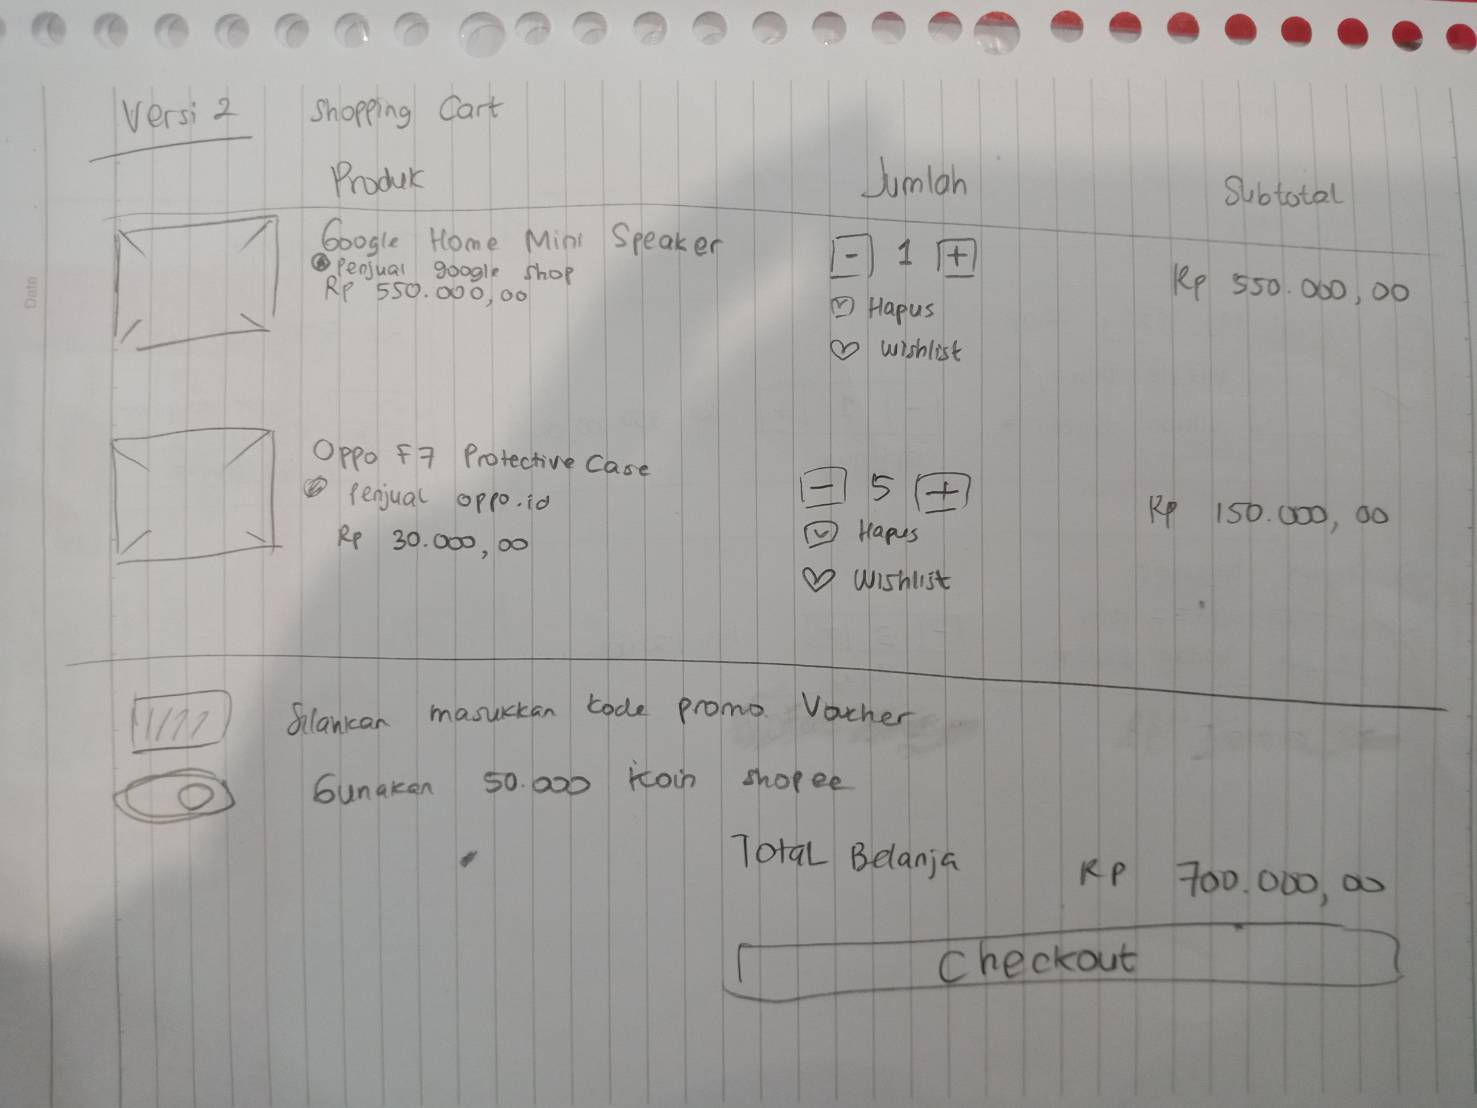 Versi 2 Shopping Cart
Produk Jumlah Subtotal
Google Home Mini Speaker
penjual google shop
Rp 550.000,00
- 1 +
Hapus
Wishlist
Rp 550.000,00
Oppo F7 Protective Case
Penjual oppo.id
Rp 30.000,00
- 5 +
Hapus
Wishlist
Rp 150.000,00
Silahkan masukkan kode promo Vocher
Gunakan 50.000 koin shopee
Total Belanja Rp 700.000,00
Checkout
Date